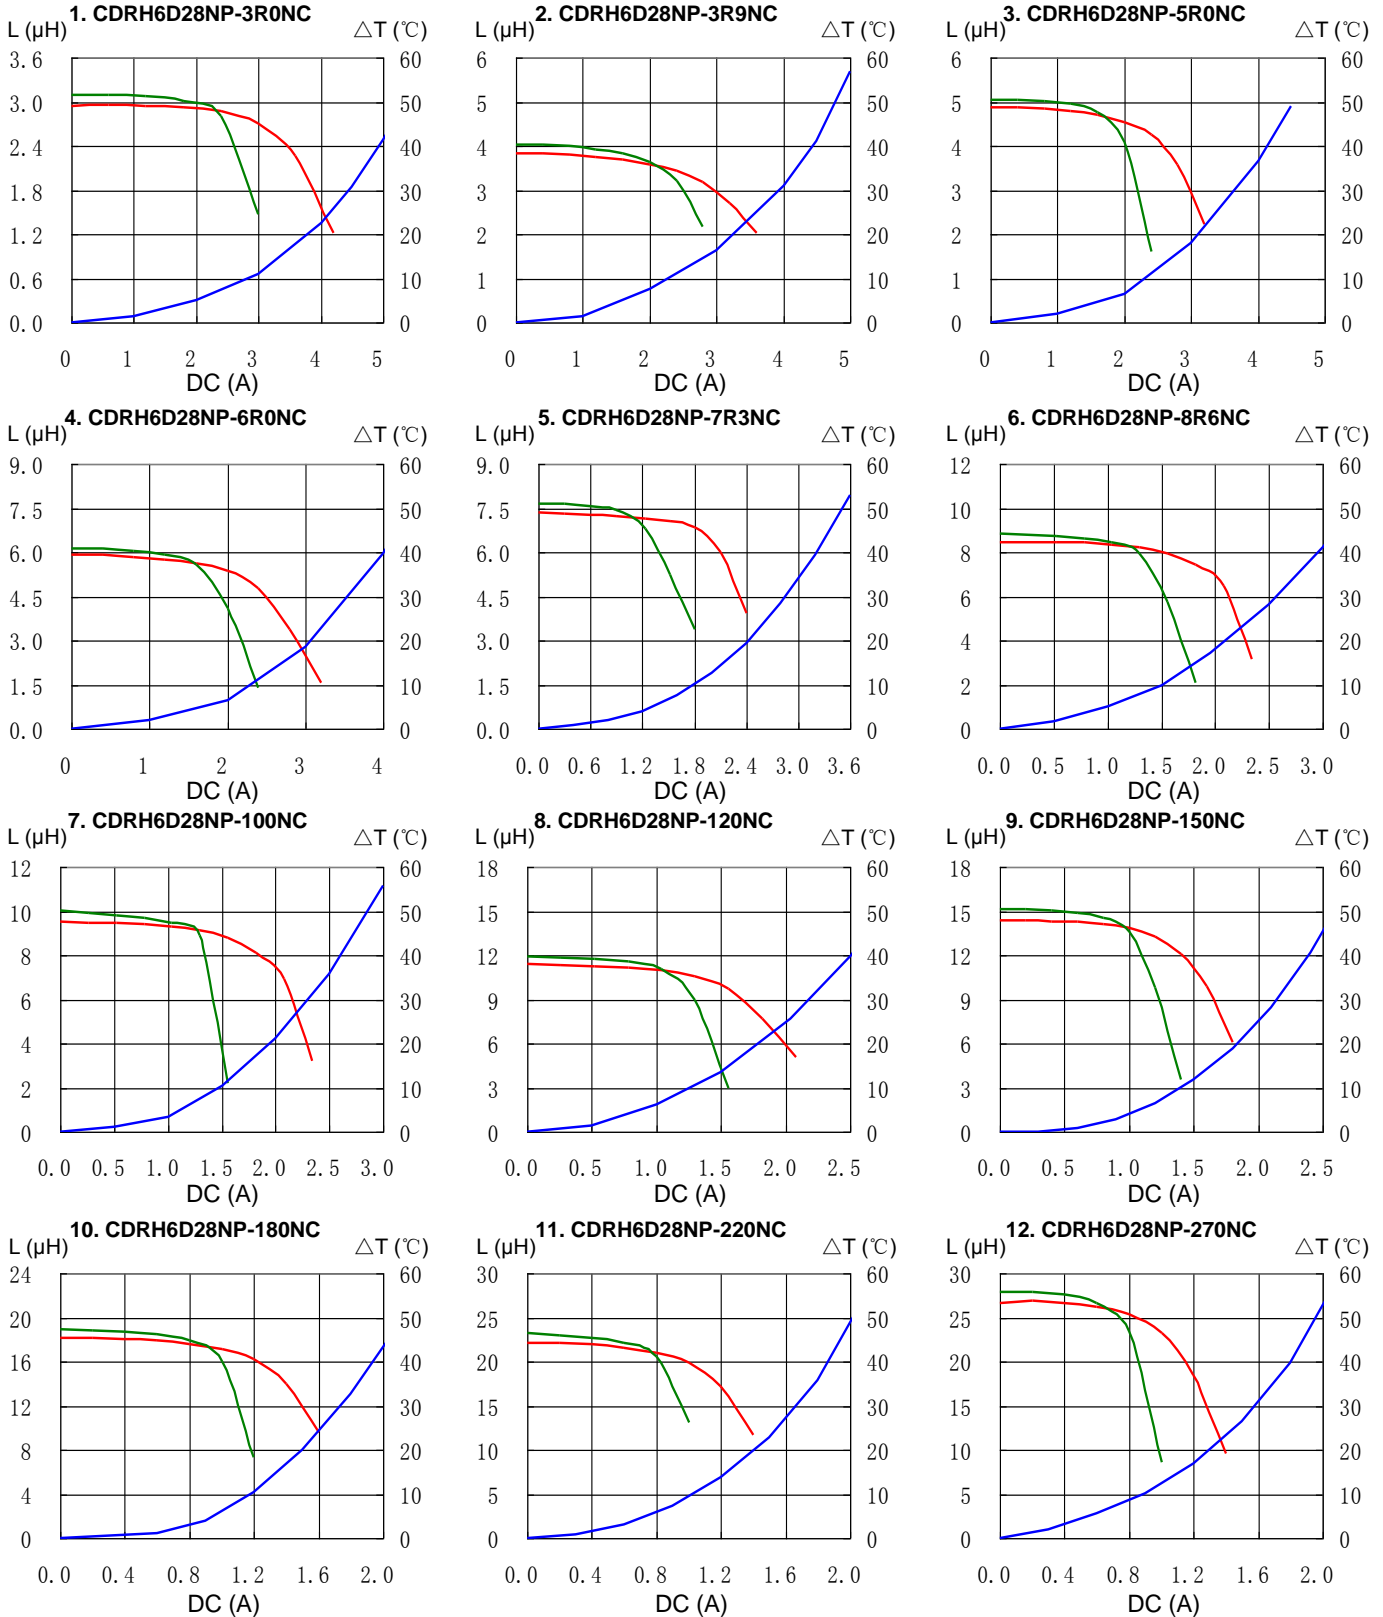 1. CDRH6D28NP-3R0NC
L (μH) △T (℃)
3.6 60
3.0 50
2.4 40
1.8 30
1.2 20
0.6 10
0.0 0
0 1 2 3 4 5
DC (A)
2. CDRH6D28NP-3R9NC
L (μH) △T (℃)
6 60
5 50
4 40
3 30
2 20
1 10
0 0
0 1 2 3 4 5
DC (A)
3. CDRH6D28NP-5R0NC
L (μH) △T (℃)
6 60
5 50
4 40
3 30
2 20
1 10
0 0
0 1 2 3 4 5
DC (A)
4. CDRH6D28NP-6R0NC
L (μH) △T (℃)
9.0 60
7.5 50
6.0 40
4.5 30
3.0 20
1.5 10
0.0 0
0 1 2 3 4
DC (A)
5. CDRH6D28NP-7R3NC
L (μH) △T (℃)
9.0 60
7.5 50
6.0 40
4.5 30
3.0 20
1.5 10
0.0 0
0.0 0.6 1.2 1.8 2.4 3.0 3.6
DC (A)
6. CDRH6D28NP-8R6NC
L (μH) △T (℃)
12 60
10 50
8 40
6 30
4 20
2 10
0 0
0.0 0.5 1.0 1.5 2.0 3.0
DC (A)
7. CDRH6D28NP-100NC
L (μH) △T (℃)
12 60
10 50
8 40
6 30
4 20
2 10
0 0
0.0 0.5 1.0 1.5 2.0 2.5 3.0
DC (A)
8. CDRH6D28NP-120NC
L (μH) △T (℃)
18 60
15 50
12 40
9 30
6 20
3 10
0 0
0.0 0.5 1.0 1.5 2.0 2.5
DC (A)
9. CDRH6D28NP-150NC
L (μH) △T (℃)
18 60
15 50
12 40
9 30
6 20
3 10
0 0
0.0 0.5 1.0 1.5 2.0 2.5
DC (A)
10. CDRH6D28NP-180NC
L (μH) △T (℃)
24 60
20 50
16 40
12 30
8 20
4 10
0 0
0.0 0.4 0.8 1.2 1.6 2.0
DC (A)
11. CDRH6D28NP-220NC
L (μH) △T (℃)
30 60
25 50
20 40
15 30
10 20
5 10
0 0
0.0 0.4 0.8 1.2 1.6 2.0
DC (A)
12. CDRH6D28NP-270NC
L (μH) △T (℃)
30 60
25 50
20 40
15 30
10 20
5 10
0 0
0.0 0.4 0.8 1.2 1.6 2.0
DC (A)